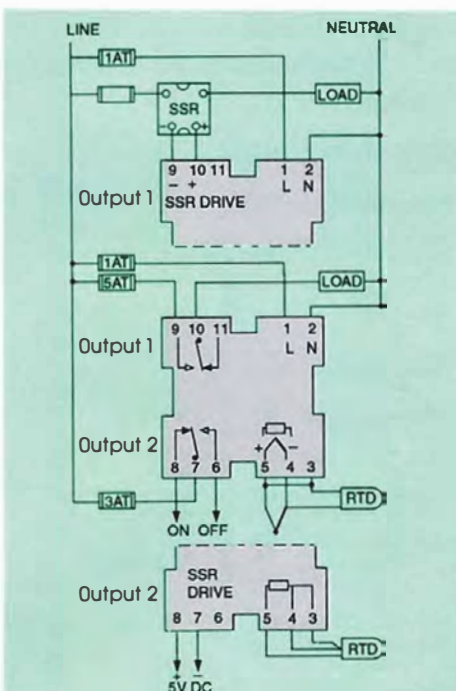 LINE NEUTRAL
1AT
LOAD
SSR
− +
9 10 11 1 2
− + L N
Output 1
SSR DRIVE
1AT
5AT
LOAD
9 10 11 1 2
Output 1
L N
Output 2
+ −
8 7 6 5 4 3
3AT
RTD
ON OFF
SSR
DRIVE
Output 2
8 7 6 5 4 3
RTD
+ −
5V DC